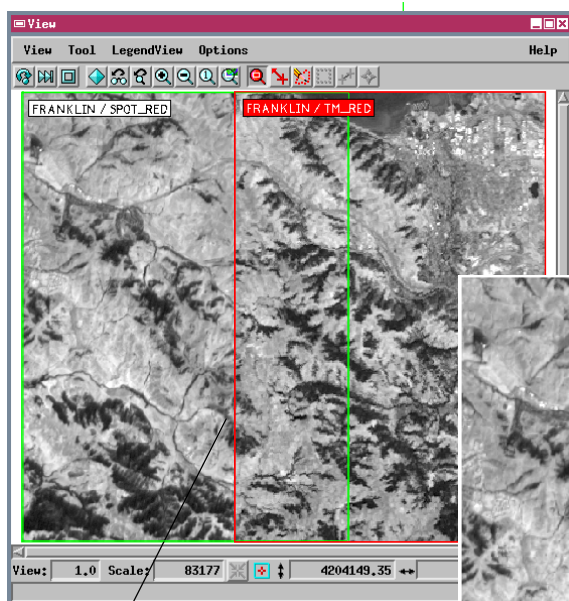 View
View Tool LegendView Options Help
FRANKLIN / SPOT_RED FRANKLIN / TM_RED
View: 1.0 Scale: 83177 4204149.35